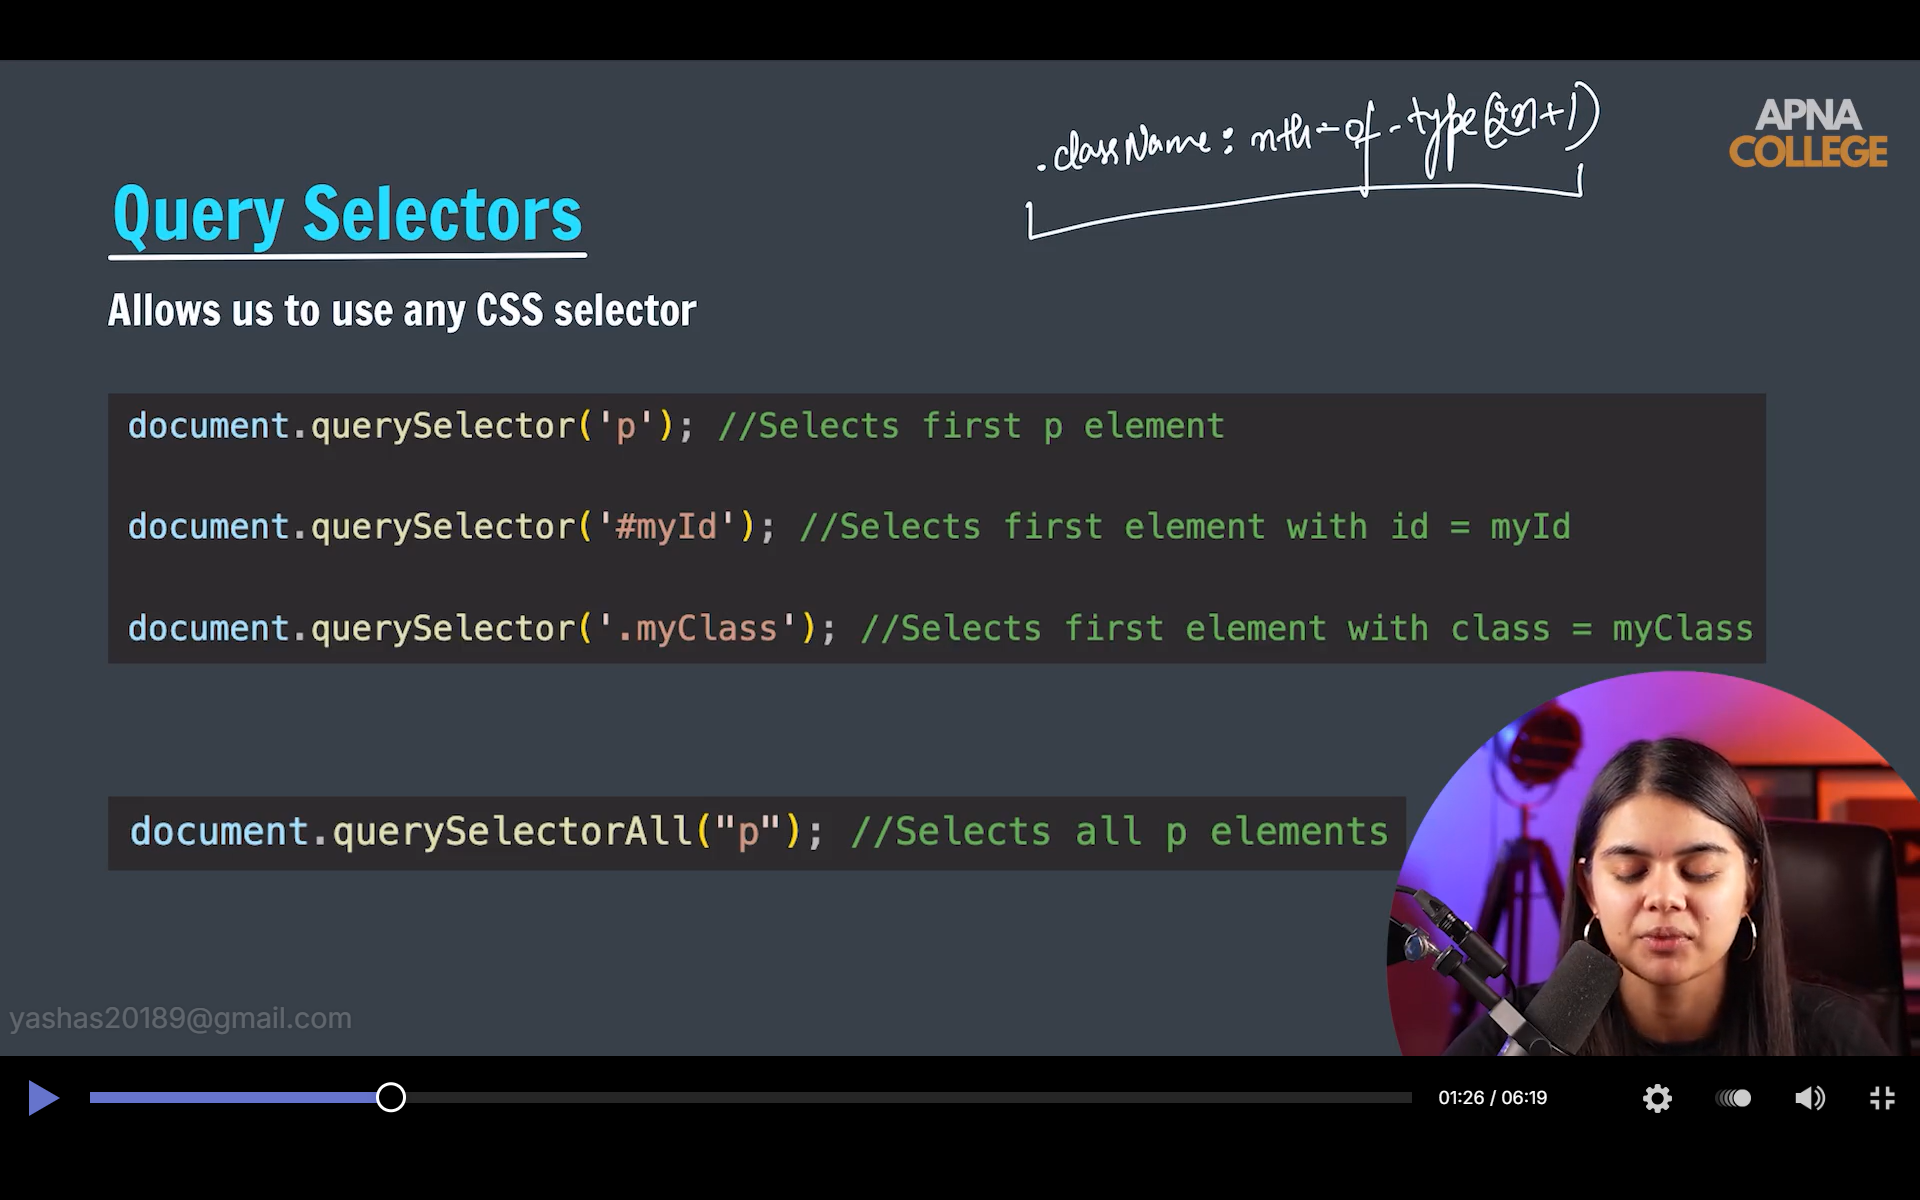 .className: nth-of-type(2n+1)
APNA
COLLEGE
Query Selectors
Allows us to use any CSS selector
document.querySelector('p'); //Selects first p element
document.querySelector('#myId'); //Selects first element with id = myId
document.querySelector('.myClass'); //Selects first element with class = myClass
document.querySelectorAll("p"); //Selects all p elements
yashas20189@gmail.com
01:26 / 06:19